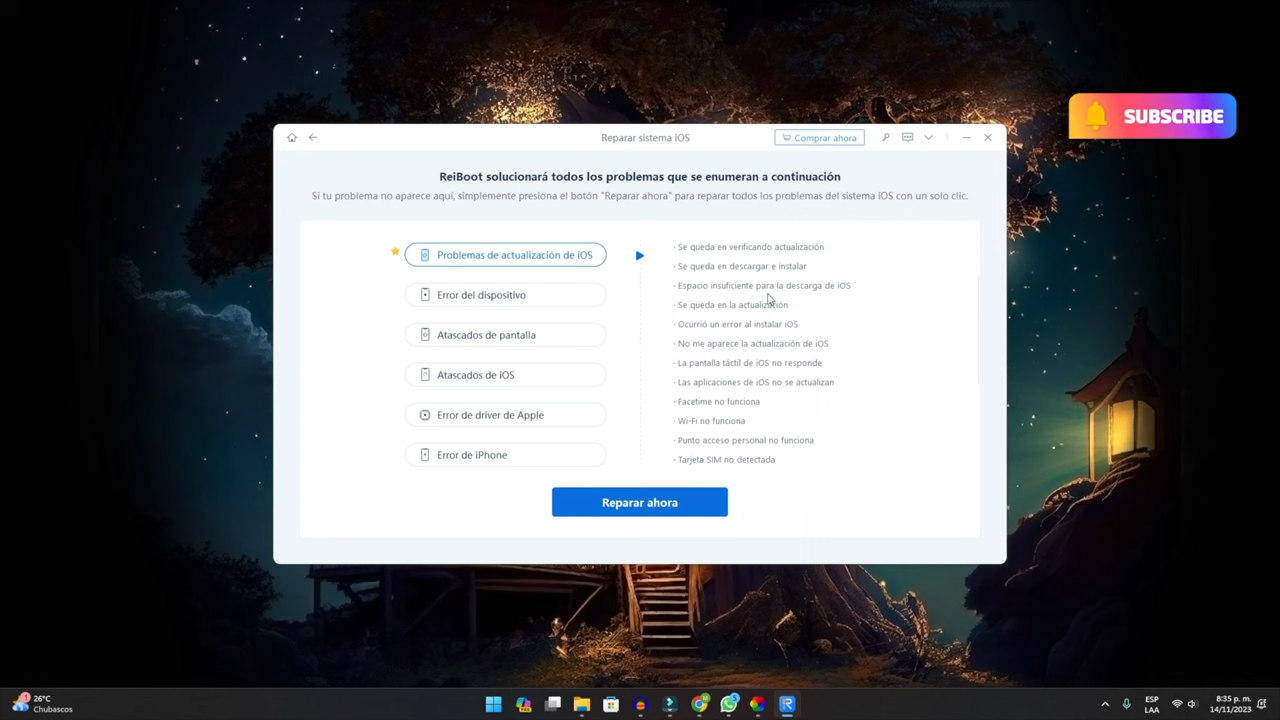 SUBSCRIBE
Reparar sistema iOS
Comprar ahora
ReiBoot solucionará todos los problemas que se enumeran a continuación
Si tu problema no aparece aquí, simplemente presiona el botón "Reparar ahora" para reparar todos los problemas del sistema iOS con un solo clic.
Problemas de actualización de iOS
Error del dispositivo
Atascados de pantalla
Atascados de iOS
Error de driver de Apple
Error de iPhone
· Se queda en verificando actualización
· Se queda en descargar e instalar
· Espacio insuficiente para la descarga de iOS
· Se queda en la actualización
· Ocurrió un error al instalar iOS
· No me aparece la actualización de iOS
· La pantalla táctil de iOS no responde
· Las aplicaciones de iOS no se actualizan
· Facetime no funciona
· Wi-Fi no funciona
· Punto acceso personal no funciona
· Tarjeta SIM no detectada
Reparar ahora
26°C
Chubascos
ESP
LAA
8:35 p. m.
14/11/2023